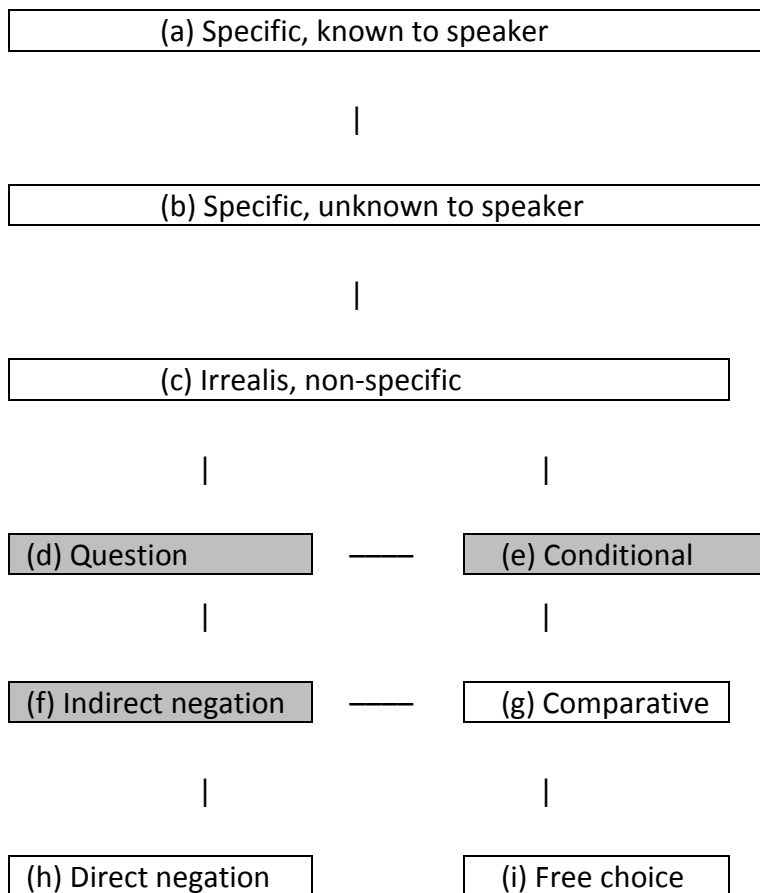 (a) Specific, known to speaker
|
(b) Specific, unknown to speaker
|
(c) Irrealis, non-specific
| |
(d) Question —— (e) Conditional
| |
(f) Indirect negation —— (g) Comparative
| |
(h) Direct negation (i) Free choice